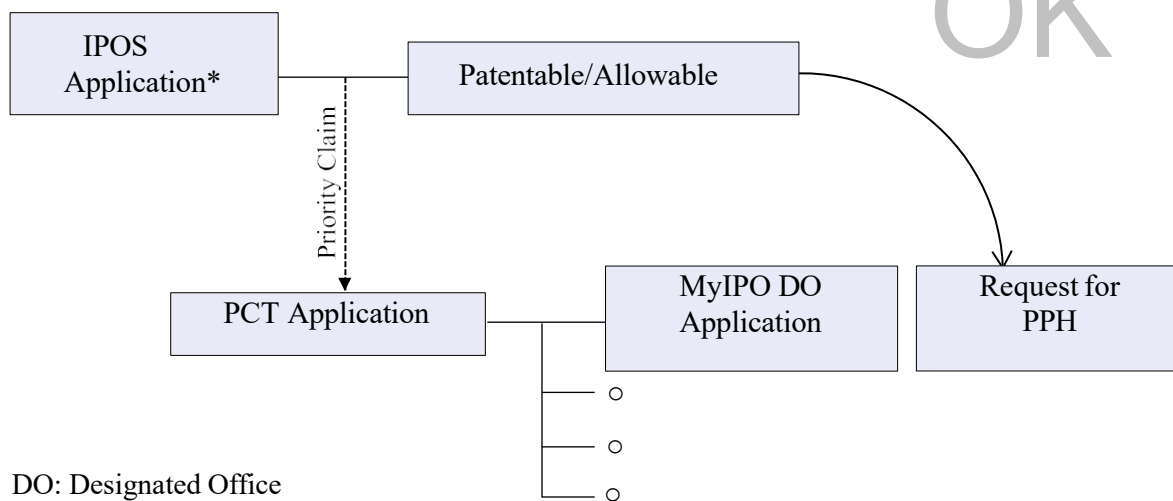 OK
IPOS
Application*
Patentable/Allowable
Priority Claim
PCT Application
MyIPO DO
Application
Request for
PPH
DO: Designated Office